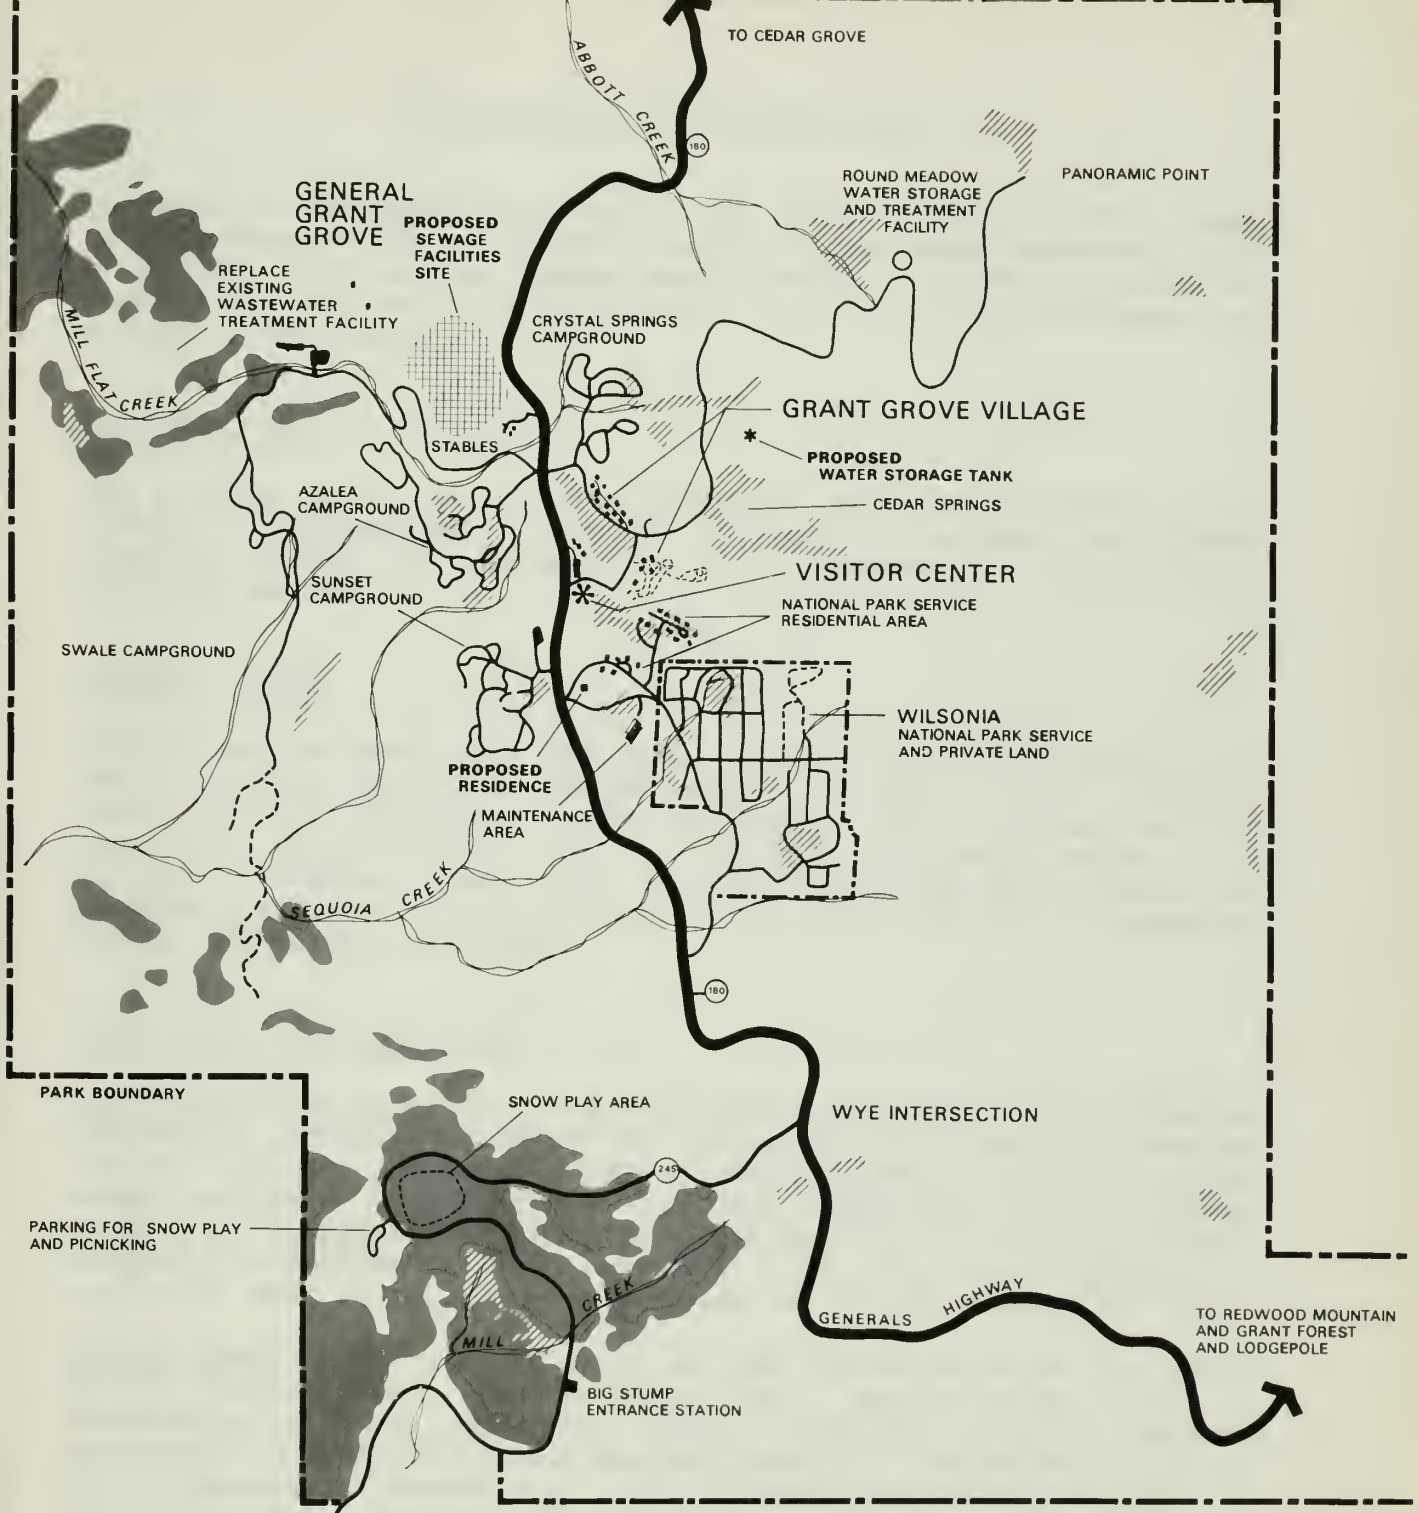 TO CEDAR GROVE
ABBOTT CREEK
180
PANORAMIC POINT
ROUND MEADOW
WATER STORAGE
AND TREATMENT
FACILITY
GENERAL
GRANT
GROVE
PROPOSED
SEWAGE
FACILITIES
SITE
REPLACE
EXISTING
WASTEWATER
TREATMENT FACILITY
MILL FLAT CREEK
CRYSTAL SPRINGS
CAMPGROUND
GRANT GROVE VILLAGE
STABLES
PROPOSED
WATER STORAGE TANK
AZALEA
CAMPGROUND
CEDAR SPRINGS
SUNSET
CAMPGROUND
VISITOR CENTER
NATIONAL PARK SERVICE
RESIDENTIAL AREA
SWALE CAMPGROUND
WILSONIA
NATIONAL PARK SERVICE
AND PRIVATE LAND
PROPOSED
RESIDENCE
MAINTENANCE
AREA
SEQUOIA CREEK
180
PARK BOUNDARY
SNOW PLAY AREA
WYE INTERSECTION
245
PARKING FOR SNOW PLAY
AND PICNICKING
MILL CREEK
GENERALS HIGHWAY
TO REDWOOD MOUNTAIN
AND GRANT FOREST
AND LODGEPOLE
BIG STUMP
ENTRANCE STATION